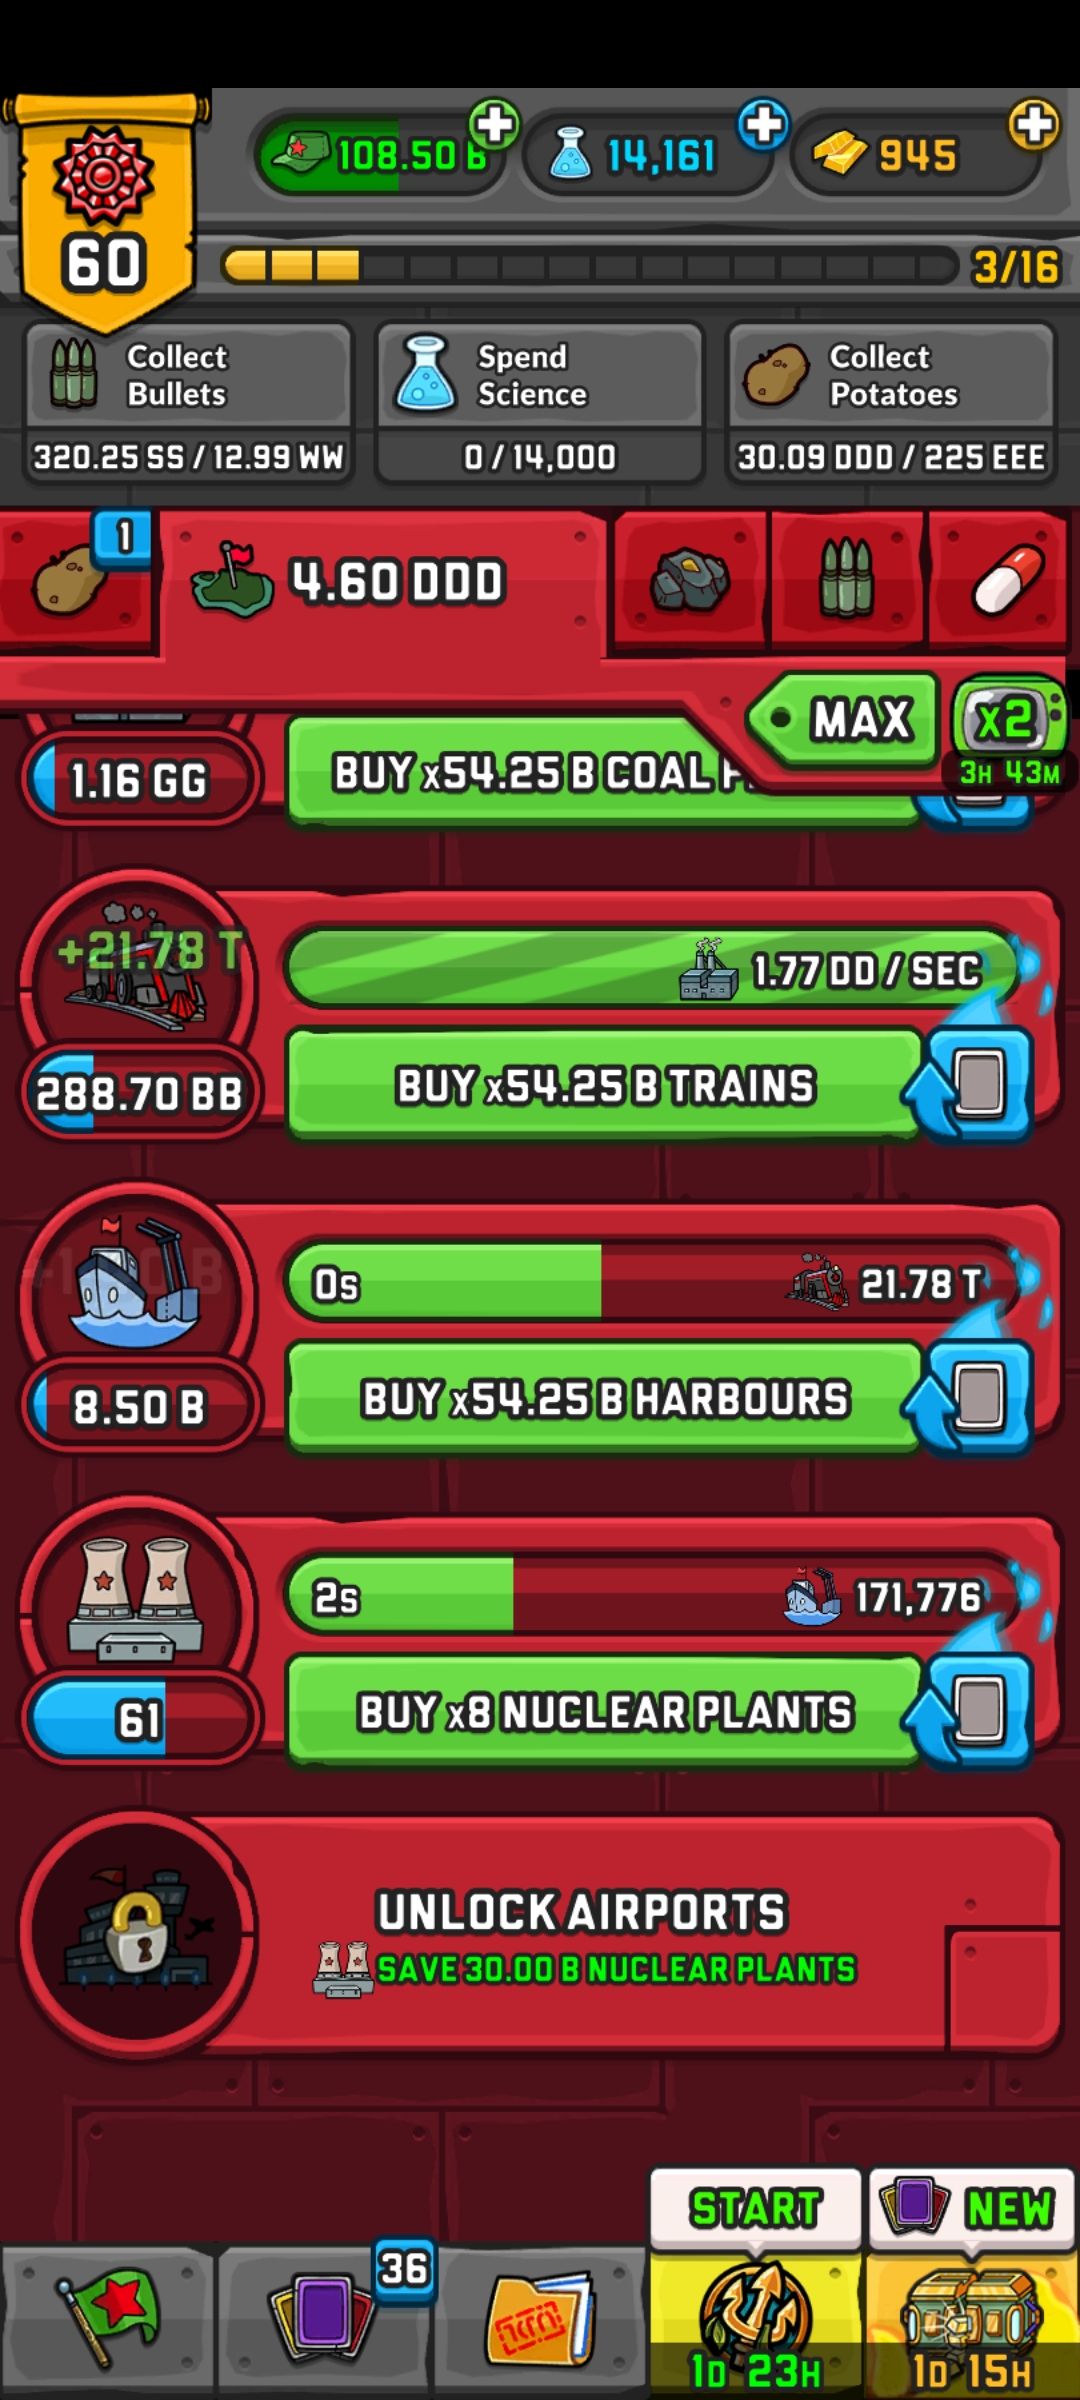 60
108.50 B
14,161
945
3/16
Collect
Bullets
320.25 SS / 12.99 WW
Spend
Science
0 / 14,000
Collect
Potatoes
30.09 DDD / 225 EEE
1
4.60 DDD
MAX
x2
3H 43M
1.16 GG
BUY x54.25 B COAL
+21.78 T
1.77 DD / SEC
288.70 BB
BUY x54.25 B TRAINS
0s
21.78 T
8.50 B
BUY x54.25 B HARBOURS
2s
171,776
61
BUY x8 NUCLEAR PLANTS
UNLOCK AIRPORTS
SAVE 30.00 B NUCLEAR PLANTS
START
NEW
36
1D 23H
1D 15H